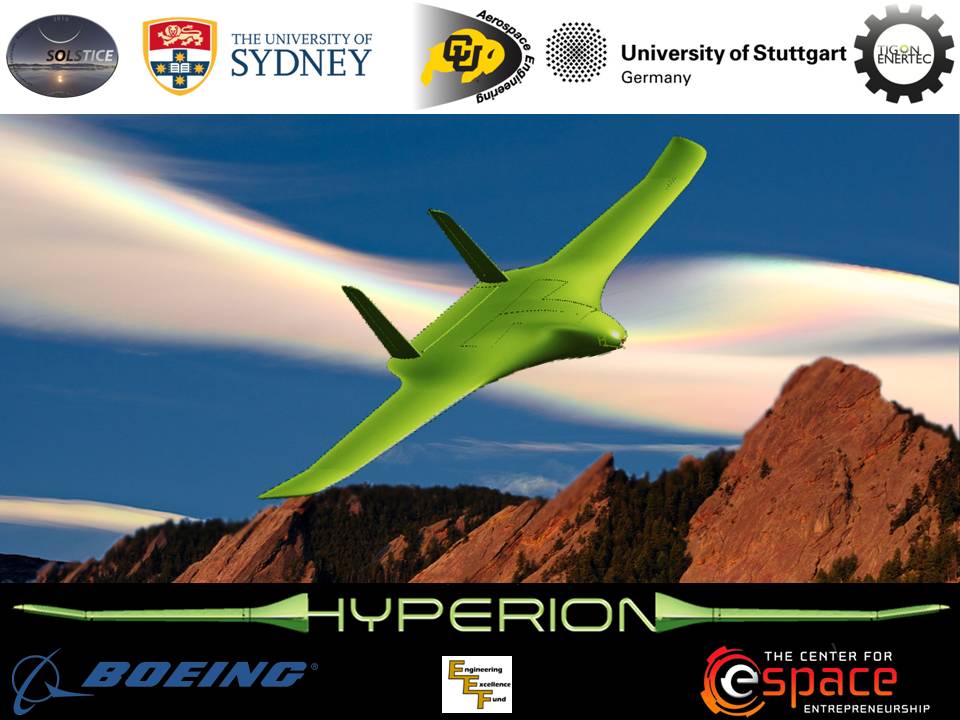 SOLSTICE
THE UNIVERSITY OF
SYDNEY
Aerospace Engineering
CU
University of Stuttgart
Germany
TIGON
ENERTEC
HYPERION
BOEING®
Engineering
Excellence
Fund
THE CENTER FOR
eSpace
ENTREPRENEURSHIP